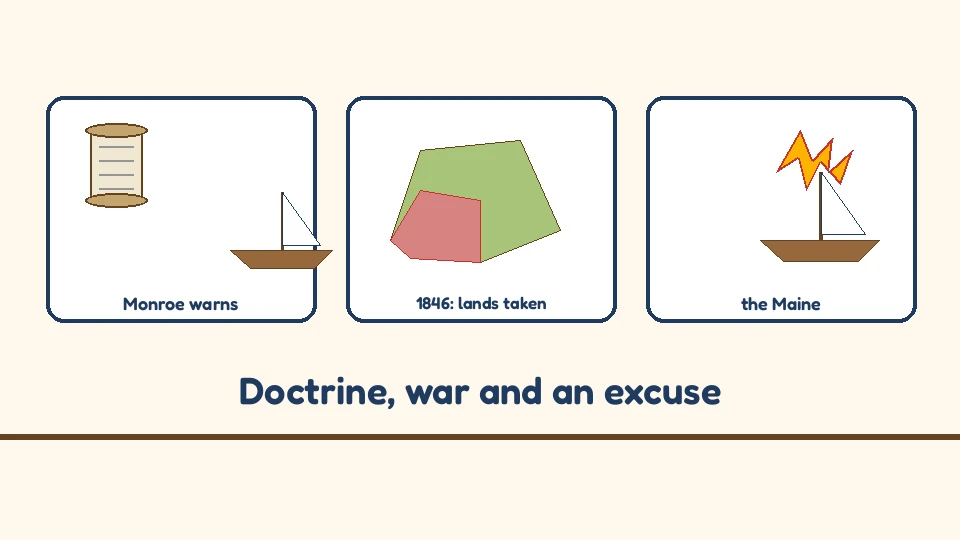 Monroe warns
1846: lands taken
the Maine
Doctrine, war and an excuse